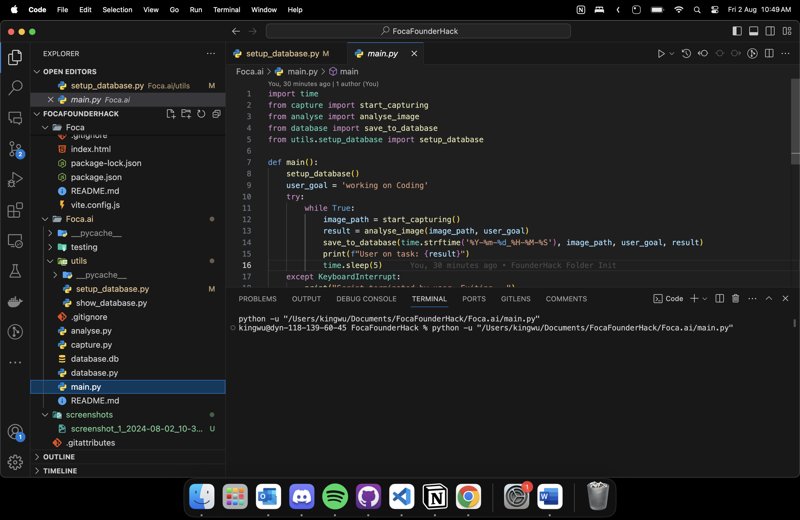 Code File Edit Selection View Go Run Terminal Window Help
Fri 2 Aug 10:49 AM
FocaFounderHack
EXPLORER
OPEN EDITORS
setup_database.py Foca.ai/utils M
main.py Foca.ai
FOCAFOUNDERHACK
Foca
.gitignore
index.html
package-lock.json
package.json
README.md
vite.config.js
Foca.ai
__pycache__
testing
utils
__pycache__
setup_database.py M
show_database.py
.gitignore
analyse.py
capture.py
database.db
database.py
main.py
README.md
screenshots
screenshot_1_2024-08-02_10-3... U
.gitattributes
OUTLINE
TIMELINE
2
1
setup_database.py M
main.py
Foca.ai > main.py > main
You, 30 minutes ago | 1 author (You)
1 import time
2 from capture import start_capturing
3 from analyse import analyse_image
4 from database import save_to_database
5 from utils.setup_database import setup_database
6
7 def main():
8 setup_database()
9 user_goal = 'working on Coding'
10 try:
11 while True:
12 image_path = start_capturing()
13 result = analyse_image(image_path, user_goal)
14 save_to_database(time.strftime('%Y-%m-%d_%H-%M-%S'), image_path, user_goal, result)
15 print(f"User on task: {result}")
16 time.sleep(5) You, 30 minutes ago • FounderHack Folder Init
17 except KeyboardInterrupt:
PROBLEMS OUTPUT DEBUG CONSOLE TERMINAL PORTS GITLENS COMMENTS
Code
python -u "/Users/kingwu/Documents/FocaFounderHack/Foca.ai/main.py"
kingwu@dyn-118-139-60-45 FocaFounderHack % python -u "/Users/kingwu/Documents/FocaFounderHack/Foca.ai/main.py"
1